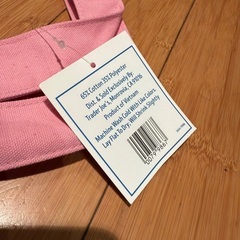 65% Cotton 35% Polyester
Dist. & Sold Exclusively By
Trader Joe's, Monrovia, CA 91016
Product of Vietnam
Machine Wash Cold With Like Colors.
Lay Flat To Dry. Will Shrink Slightly